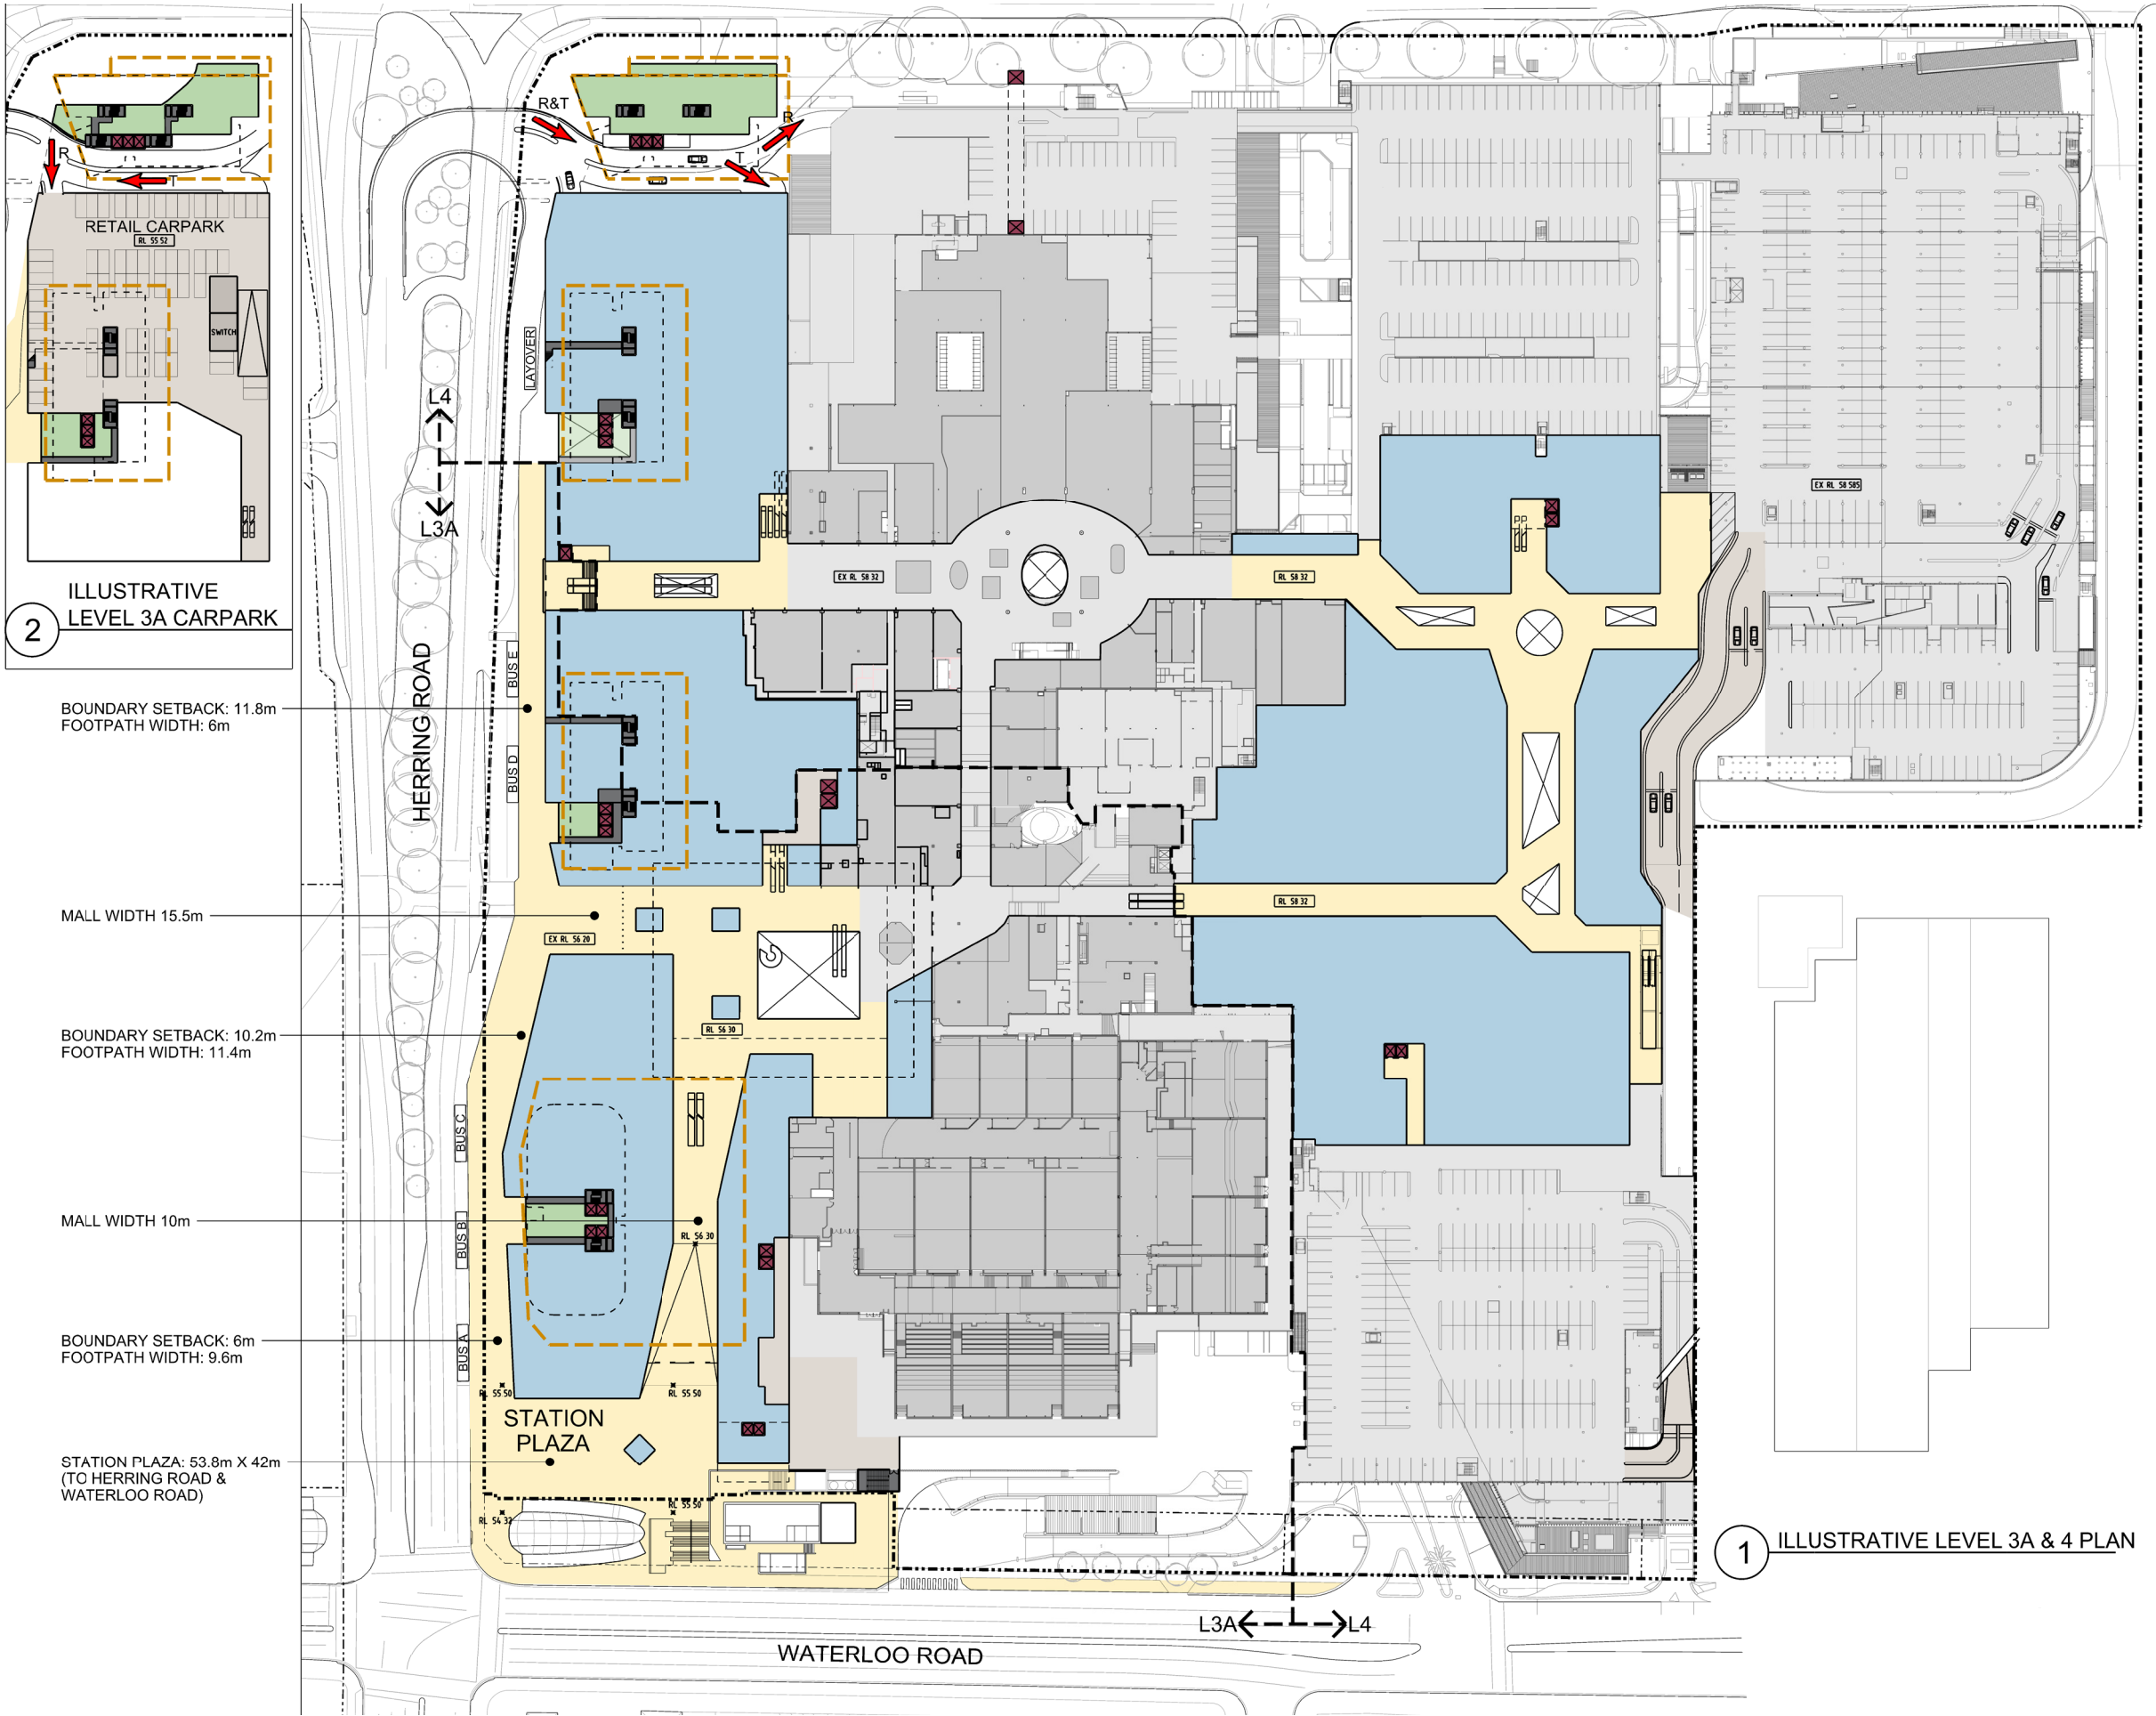 R&T
R
T
R
T
RETAIL CARPARK
RL 55 52
SWITCH
LAYOVER
L4
L3A
EX RL 58 585
PP
EX RL 58 32
RL 58 32
ILLUSTRATIVE
LEVEL 3A CARPARK
2
HERRING ROAD
BUS E
BOUNDARY SETBACK: 11.8m
FOOTPATH WIDTH: 6m
BUS D
MALL WIDTH 15.5m
EX RL 56 20
RL 58 32
BOUNDARY SETBACK: 10.2m
FOOTPATH WIDTH: 11.4m
RL 56 30
BUS C
MALL WIDTH 10m
BUS B
RL 56 30
BOUNDARY SETBACK: 6m
FOOTPATH WIDTH: 9.6m
BUS A
RL 55 50
RL 55 50
STATION
PLAZA
STATION PLAZA: 53.8m X 42m
(TO HERRING ROAD &
WATERLOO ROAD)
RL 55 50
RL 54 32
1
ILLUSTRATIVE LEVEL 3A & 4 PLAN
L3A
L4
WATERLOO ROAD